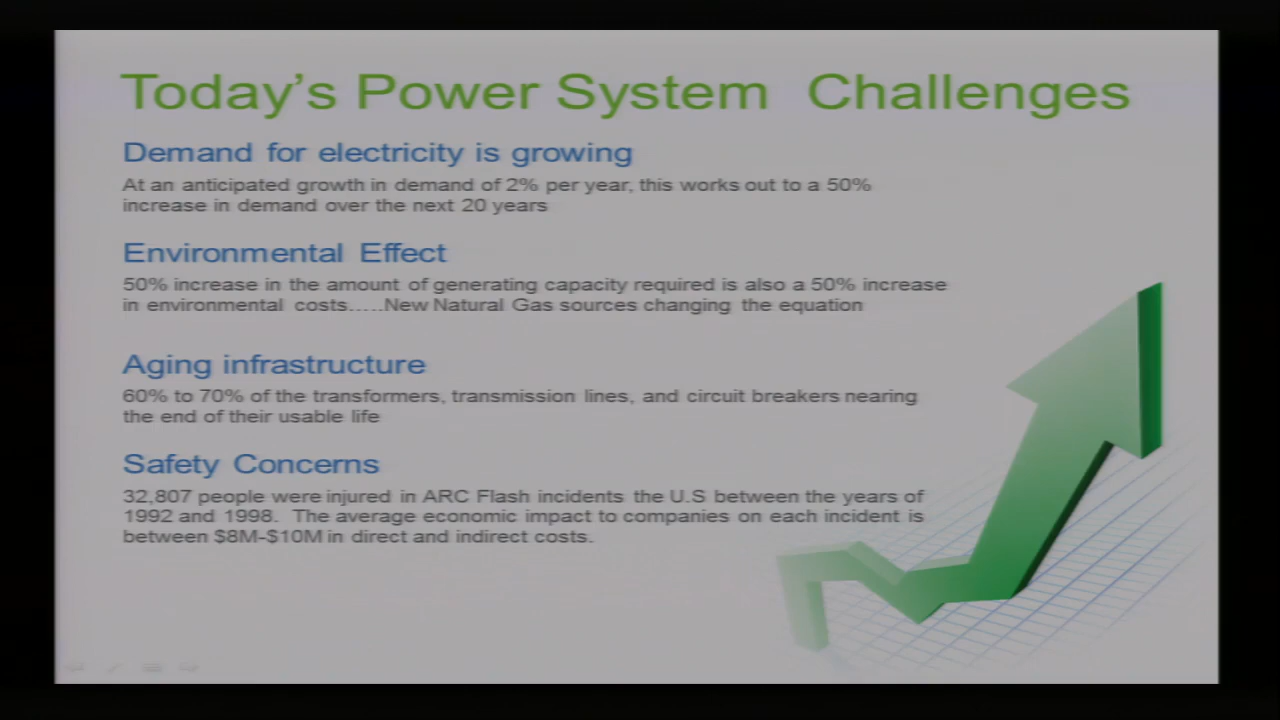 Today's Power System Challenges
Demand for electricity is growing
At an anticipated growth in demand of 2% per year, this works out to a 50%
increase in demand over the next 20 years
Environmental Effect
50% increase in the amount of generating capacity required is also a 50% increase
in environmental costs.....New Natural Gas sources changing the equation
Aging infrastructure
60% to 70% of the transformers, transmission lines, and circuit breakers nearing
the end of their usable life
Safety Concerns
32,807 people were injured in ARC Flash incidents the U.S between the years of
1992 and 1998. The average economic impact to companies on each incident is
between $8M-$10M in direct and indirect costs.